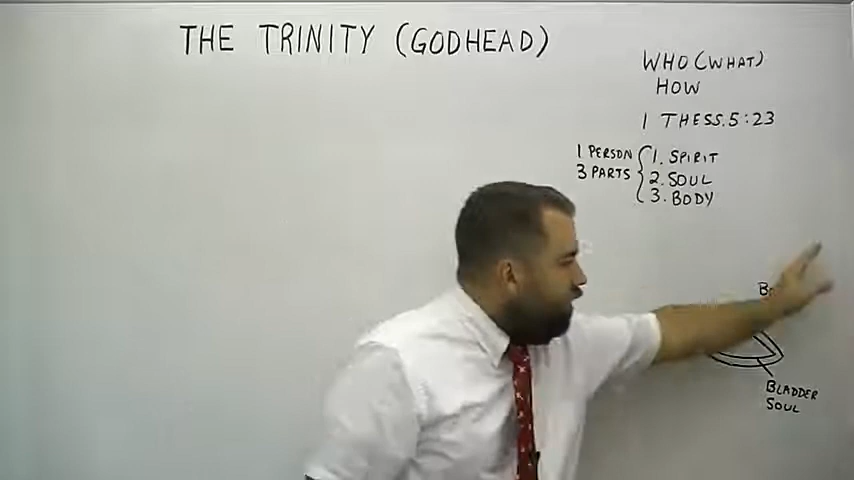 THE TRINITY (GODHEAD)
WHO (WHAT)
HOW
1 THESS. 5:23
1 PERSON
3 PARTS
1. SPIRIT
2. SOUL
3. BODY
BLADDER
SOUL